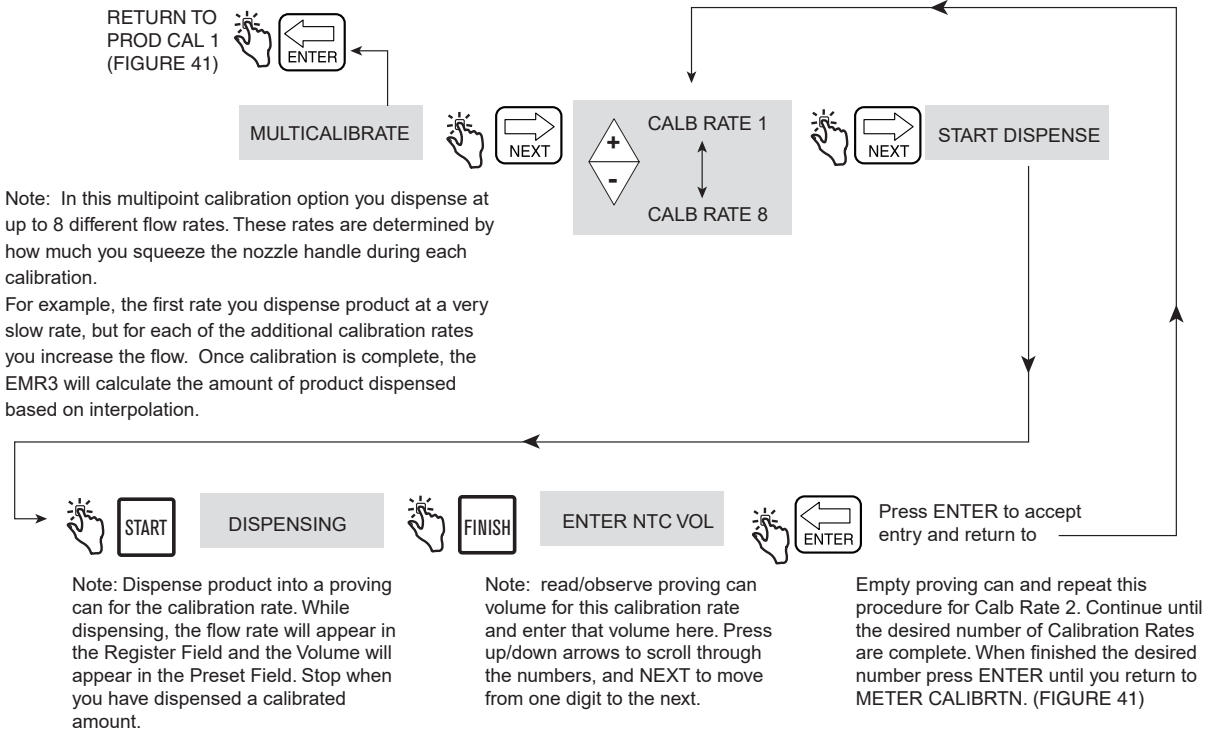 RETURN TO
PROD CAL 1
(FIGURE 41)
ENTER
MULTICALIBRATE
NEXT
+
-
CALB RATE 1
CALB RATE 8
NEXT
START DISPENSE
Note: In this multipoint calibration option you dispense at
up to 8 different flow rates. These rates are determined by
how much you squeeze the nozzle handle during each
calibration.
For example, the first rate you dispense product at a very
slow rate, but for each of the additional calibration rates
you increase the flow. Once calibration is complete, the
EMR3 will calculate the amount of product dispensed
based on interpolation.
START
DISPENSING
FINISH
ENTER NTC VOL
ENTER
Press ENTER to accept
entry and return to
Note: Dispense product into a proving
can for the calibration rate. While
dispensing, the flow rate will appear in
the Register Field and the Volume will
appear in the Preset Field. Stop when
you have dispensed a calibrated
amount.
Note: read/observe proving can
volume for this calibration rate
and enter that volume here. Press
up/down arrows to scroll through
the numbers, and NEXT to move
from one digit to the next.
Empty proving can and repeat this
procedure for Calb Rate 2. Continue until
the desired number of Calibration Rates
are complete. When finished the desired
number press ENTER until you return to
METER CALIBRTN. (FIGURE 41)